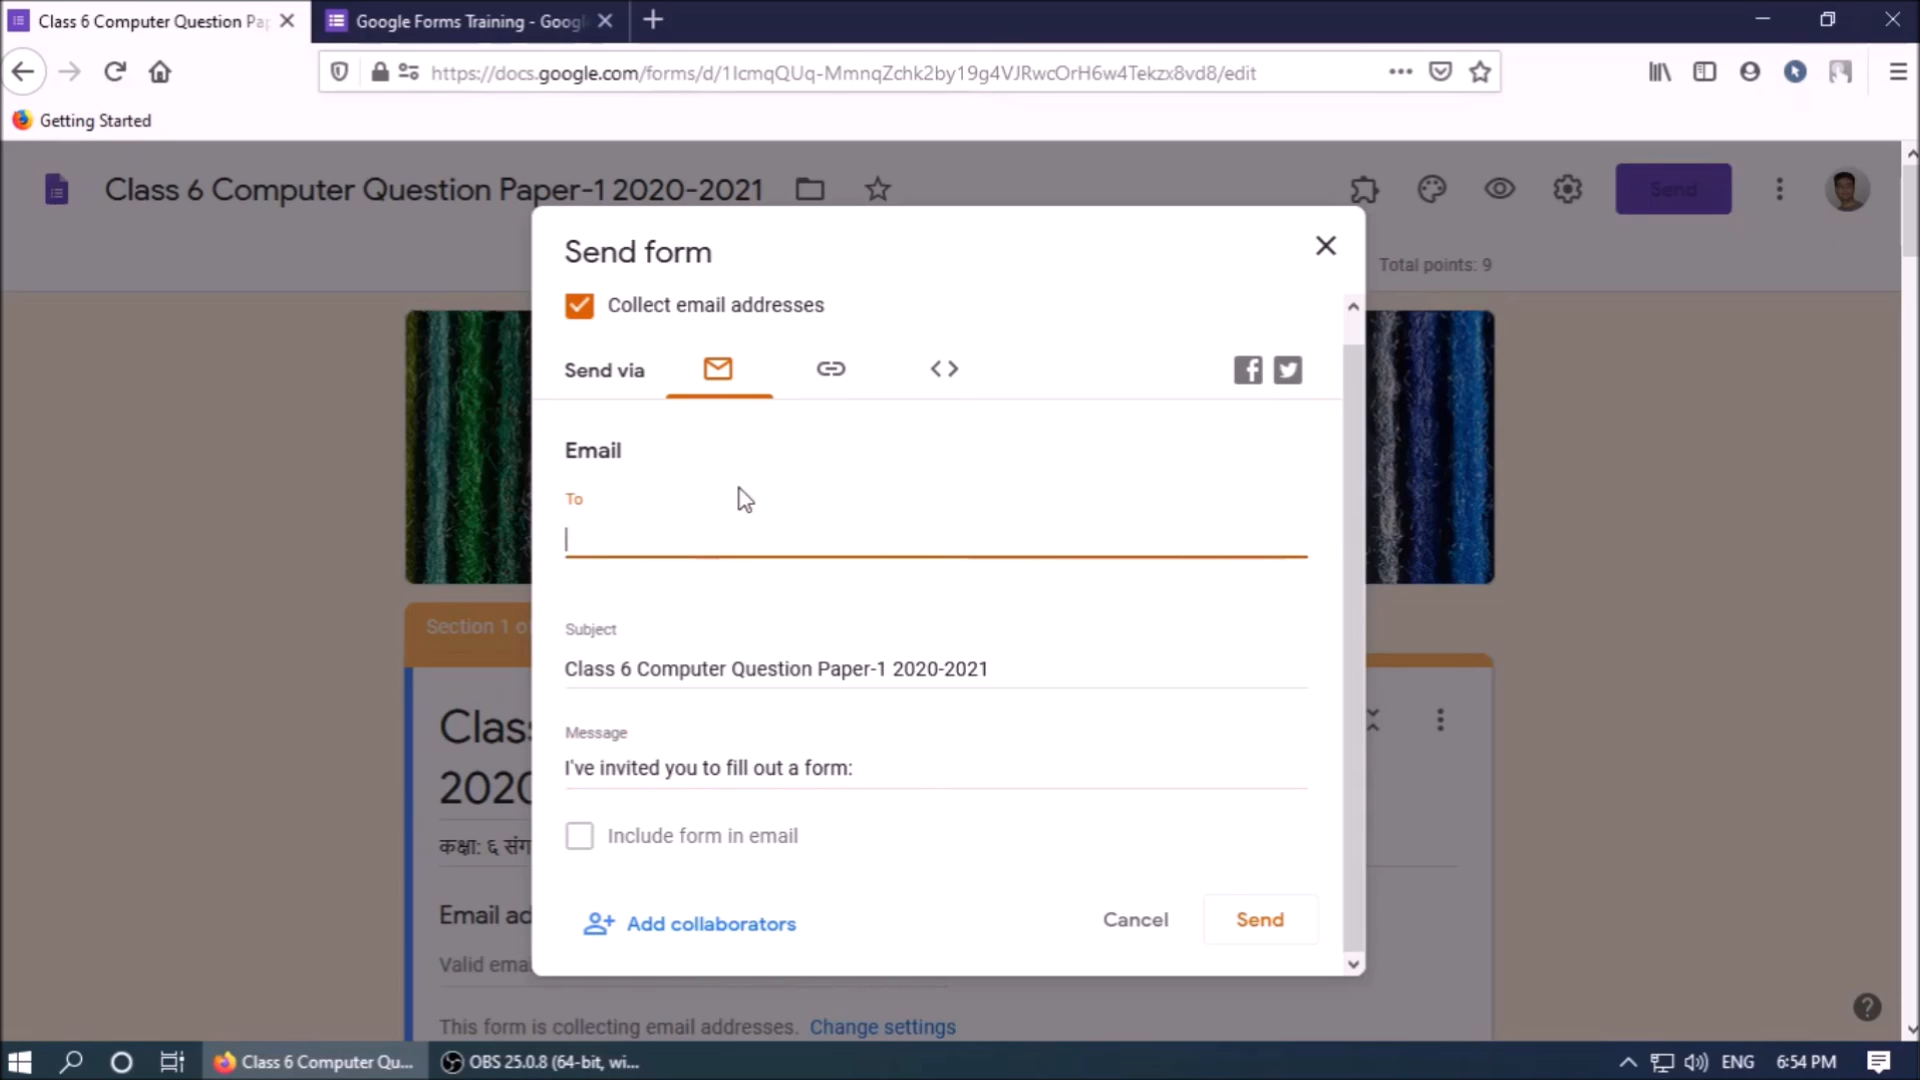 Class 6 Computer Question Pap
Google Forms Training - Googl
https://docs.google.com/forms/d/1IcmqQUq-MmnqZchk2by19g4VJRwcOrH6w4Tekzx8vd8/edit
Getting Started
Class 6 Computer Question Paper-1 2020-2021
Send
Send form
Total points: 9
Collect email addresses
Send via
Email
To
Section 1 o
Subject
Class 6 Computer Question Paper-1 2020-2021
Clas
Message
I've invited you to fill out a form:
202
कक्षा: ६ संग
Include form in email
Email ad
Add collaborators
Cancel
Send
Valid emai
This form is collecting email addresses. Change settings
Class 6 Computer Qu...
OBS 25.0.8 (64-bit, wi...
ENG
6:54 PM